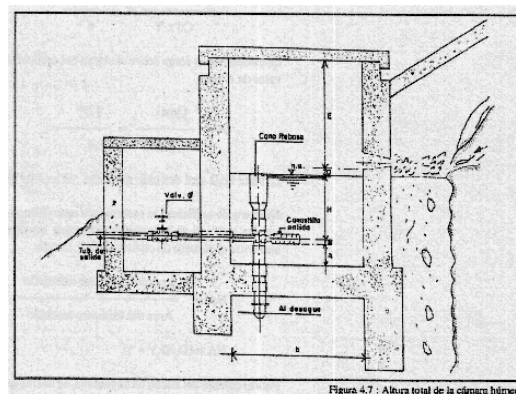 E
Cono Rebose
n.a.
D
Valv. Ø
H
Canastilla
salida
Tub. de
salida
B
A
Al desague
b
Figura 4.7 : Altura total de la cámara húmeda